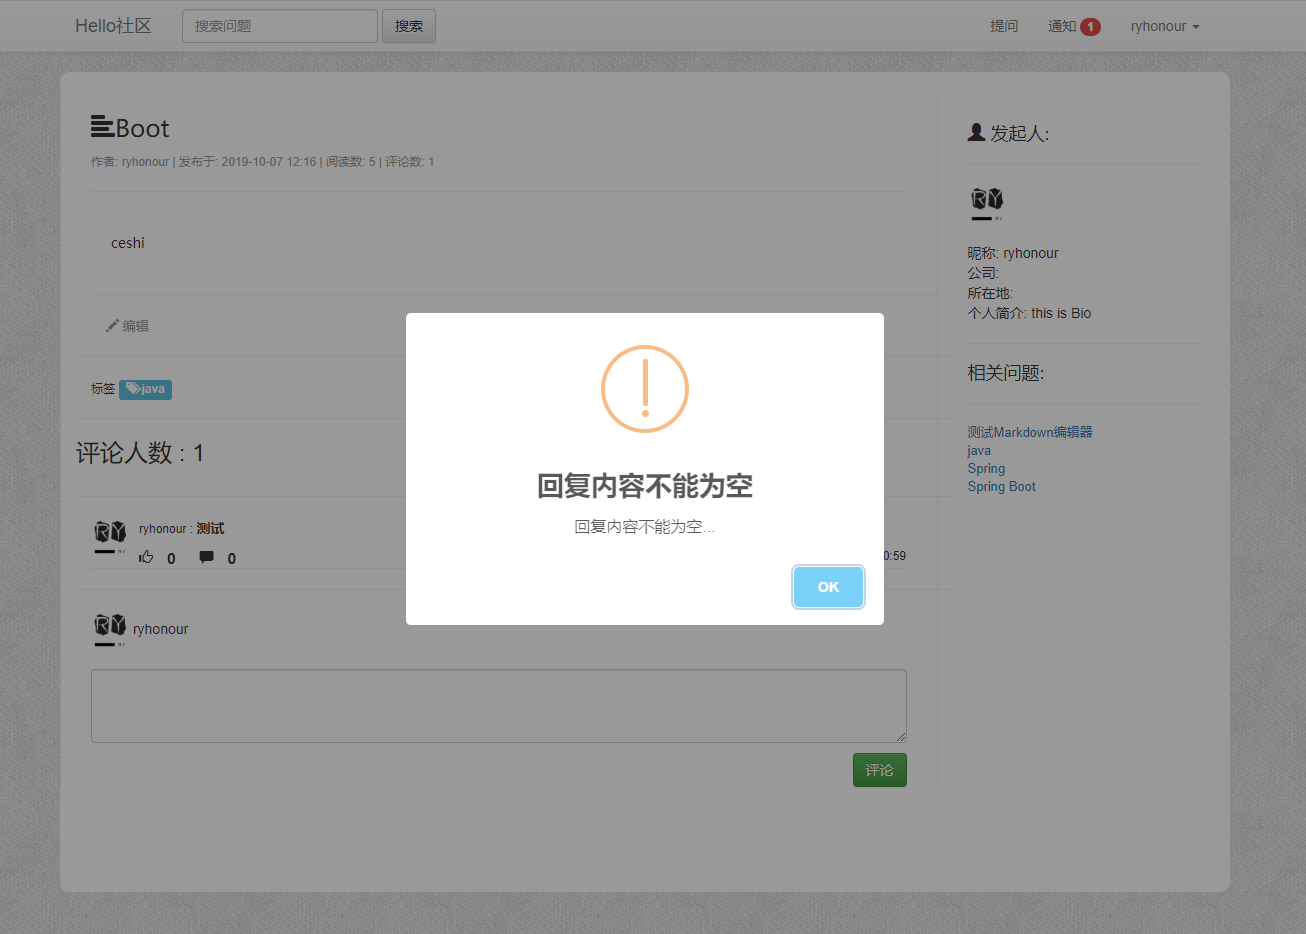 Hello社区 搜索问题 搜索 提问 通知 1 ryhonour
Boot
作者: ryhonour | 发布于: 2019-10-07 12:16 | 阅读数: 5 | 评论数: 1
ceshi
编辑
标签 java
评论人数 : 1
RY
ryhonour : 测试
0 0
0:59
RY
ryhonour
评论
发起人:
RY
昵称: ryhonour
公司:
所在地:
个人简介: this is Bio
相关问题:
测试Markdown编辑器
java
Spring
Spring Boot
回复内容不能为空
回复内容不能为空...
OK